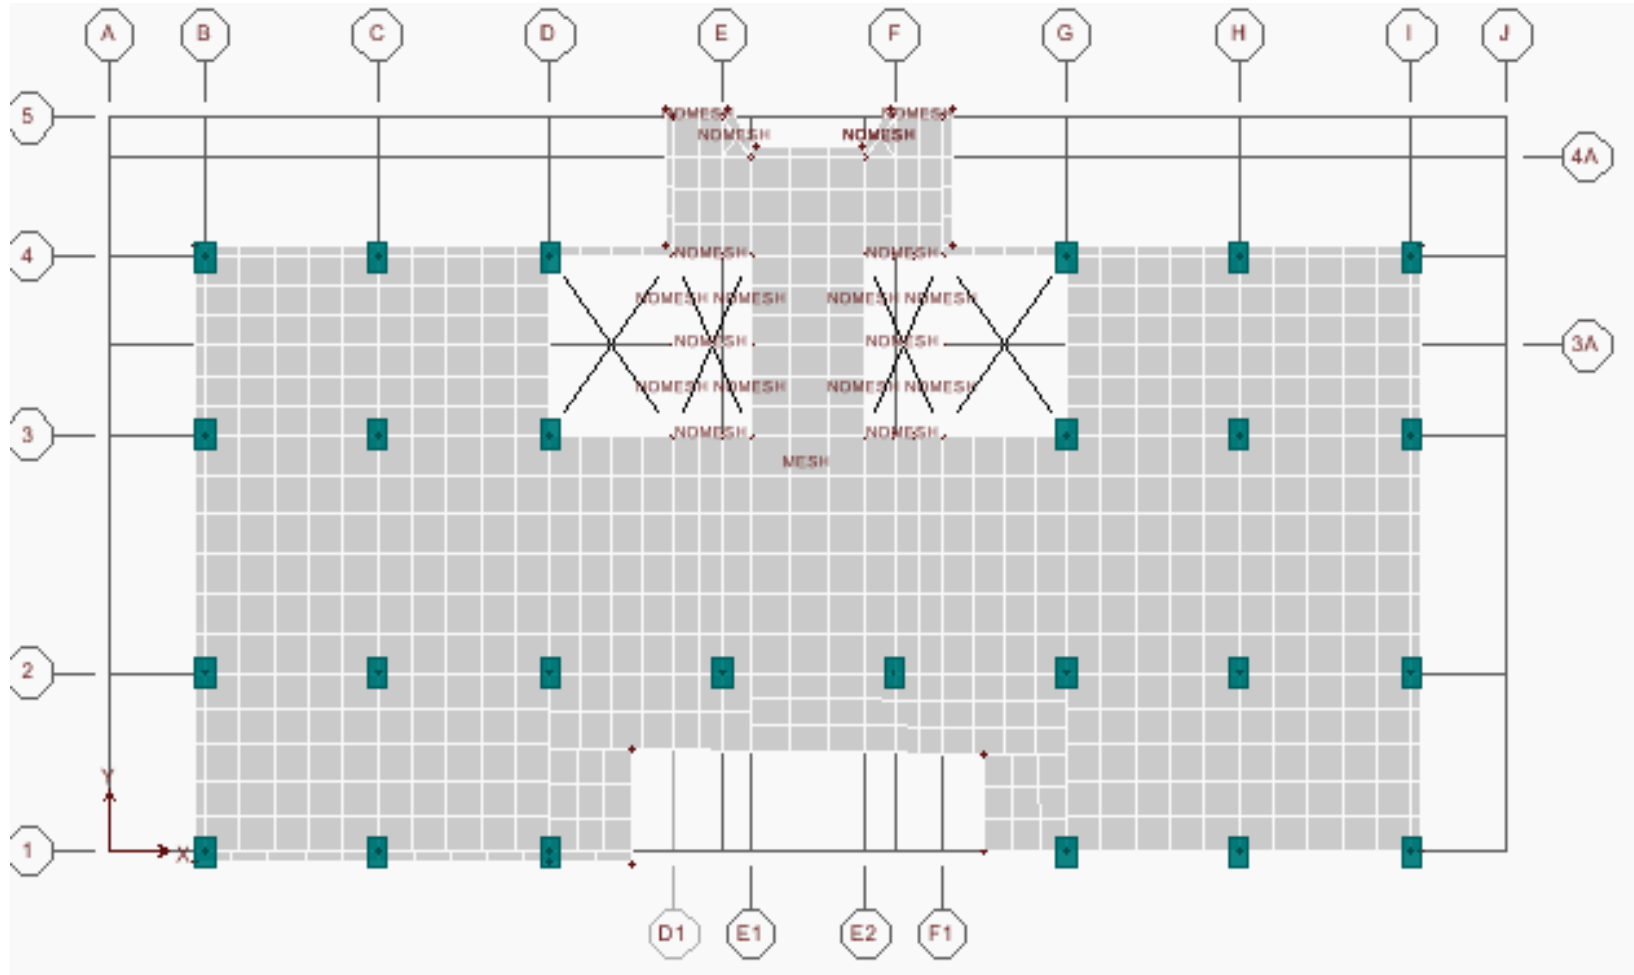 A B C D E F G H I J
5 NOMESH NOMESH
NOMESH NOMESH
4A
4 NOMESH NOMESH
NOMESH NOMESH NOMESH NOMESH
NOMESH NOMESH 3A
NOMESH NOMESH NOMESH NOMESH
3 NOMESH NOMESH
MESH
2
Y
1 X
D1 E1 E2 F1